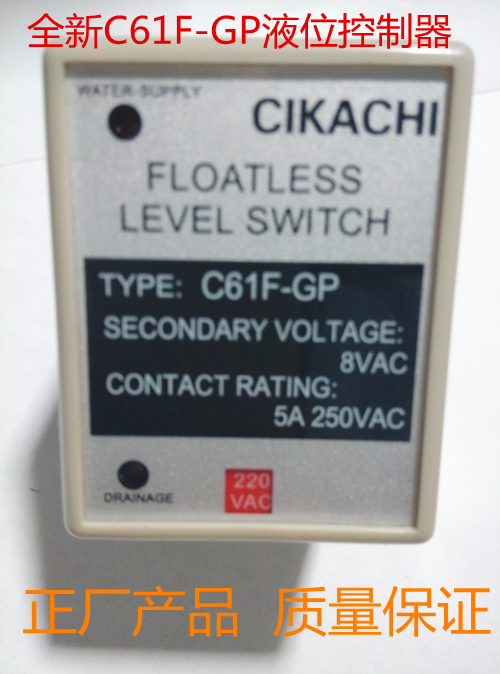 全新C61F-GP液位控制器
WATER-SUPPLY
CIKACHI
FLOATLESS
LEVEL SWITCH
TYPE: C61F-GP
SECONDARY VOLTAGE:
8VAC
CONTACT RATING:
5A 250VAC
DRAINAGE
220
VAC
正厂产品 质量保证